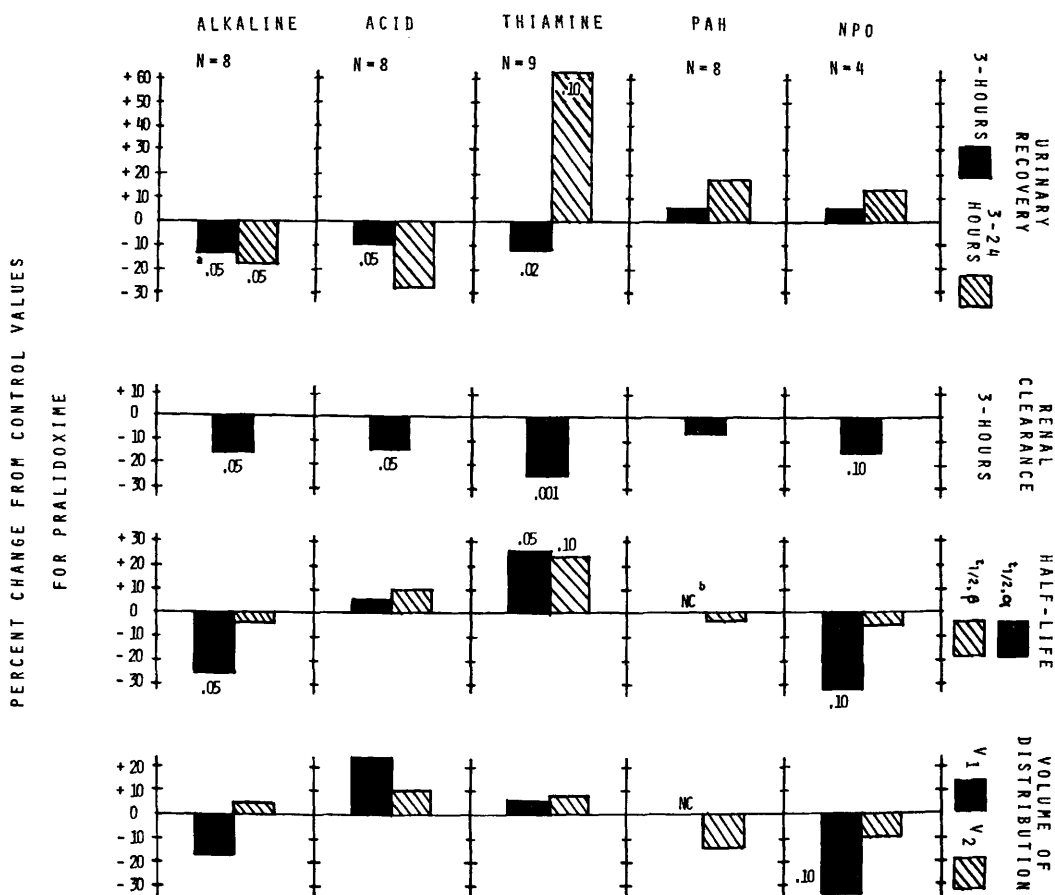 ALKALINE ACID THIAMINE PAH NPO
N=8 N=8 N=9 N=8 N=4
+60
+50
+40
+30
+20
+10
0
-10
-20
-30
a .05 .05
.05
.02 .10
3-HOURS
3-24 HOURS
URINARY RECOVERY
+10
0
-10
-20
-30
.05 .05 .001 .10
3-HOURS
RENAL CLEARANCE
+30
+20
+10
0
-10
-20
-30
.05 .05 .10 NC b .10
t1/2,β
t1/2,α
HALF-LIFE
+20
+10
0
-10
-20
-30
NC .10
V1 V2
VOLUME OF DISTRIBUTION
PERCENT CHANGE FROM CONTROL VALUES
FOR PRALIDOXIME